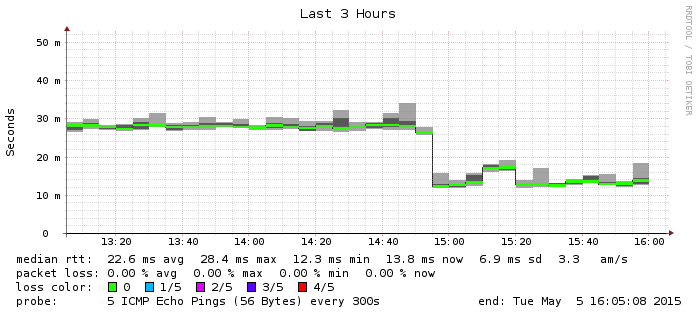 Last 3 Hours
RRDTOOL / TOBI OETIKER
Seconds
50 m
40 m
30 m
20 m
10 m
0
13:20 13:40 14:00 14:20 14:40 15:00 15:20 15:40 16:00
median rtt: 22.6 ms avg 28.4 ms max 12.3 ms min 13.8 ms now 6.9 ms sd 3.3 am/s
packet loss: 0.00 % avg 0.00 % max 0.00 % min 0.00 % now
loss color: 0 1/5 2/5 3/5 4/5
probe: 5 ICMP Echo Pings (56 Bytes) every 300s end: Tue May 5 16:05:08 2015